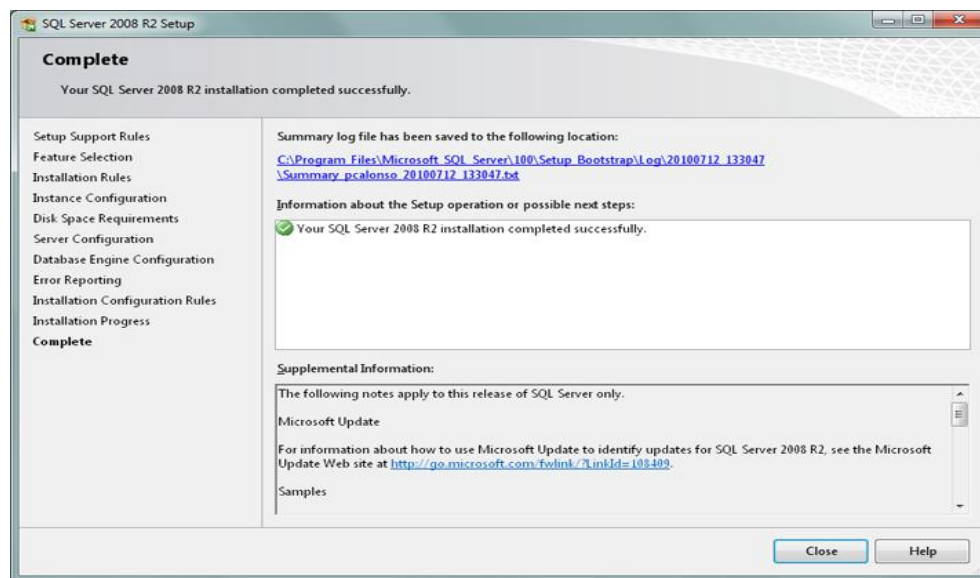 SQL Server 2008 R2 Setup
Complete
Your SQL Server 2008 R2 installation completed successfully.
Setup Support Rules
Feature Selection
Installation Rules
Instance Configuration
Disk Space Requirements
Server Configuration
Database Engine Configuration
Error Reporting
Installation Configuration Rules
Installation Progress
Complete
Summary log file has been saved to the following location:
C:\Program Files\Microsoft SQL Server\100\Setup Bootstrap\Log\20100712_133047
\Summary_pcalonso_20100712_133047.txt
Information about the Setup operation or possible next steps:
Your SQL Server 2008 R2 installation completed successfully.
Supplemental Information:
The following notes apply to this release of SQL Server only.
Microsoft Update
For information about how to use Microsoft Update to identify updates for SQL Server 2008 R2, see the Microsoft
Update Web site at http://go.microsoft.com/fwlink/?LinkId=108409.
Samples
Close
Help